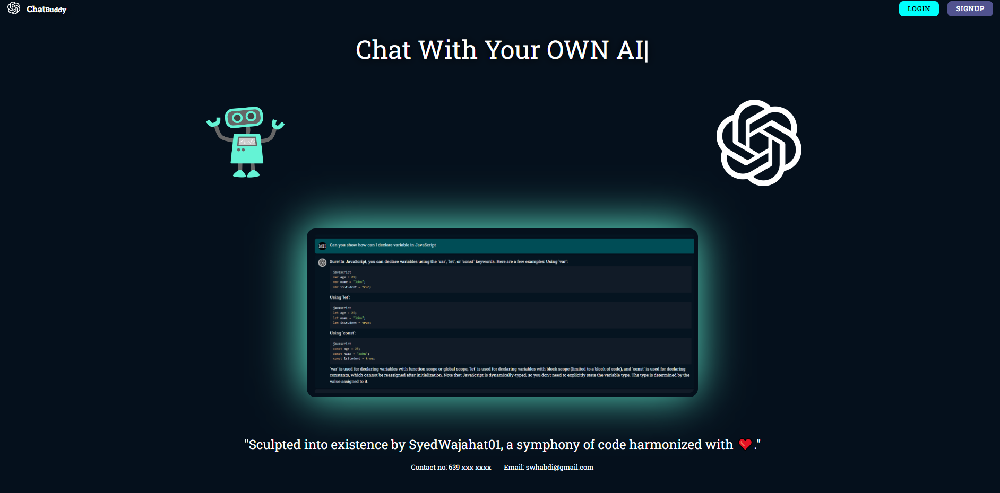 ChatBuddy
LOGIN
SIGNUP
Chat With Your OWN AI|
MH
Can you show how can I declare variable in JavaScript
Sure! In JavaScript, you can declare variables using the `var`, `let`, or `const` keywords. Here are a few examples: Using `var`:
javascript
var age = 25;
var name = "John";
var isStudent = true;
Using `let`:
javascript
let age = 25;
let name = "John";
let isStudent = true;
Using `const`:
javascript
const age = 25;
const name = "John";
const isStudent = true;
`var` is used for declaring variables with function scope or global scope, `let` is used for declaring variables with block scope (limited to a block of code), and `const` is used for declaring
constants, which cannot be reassigned after initialization. Note that JavaScript is dynamically-typed, so you don't need to explicitly state the variable type. The type is determined by the
value assigned to it.
"Sculpted into existence by SyedWajahat01, a symphony of code harmonized with ❤️."
Contact no: 639 xxx xxxx Email: swhabdi@gmail.com